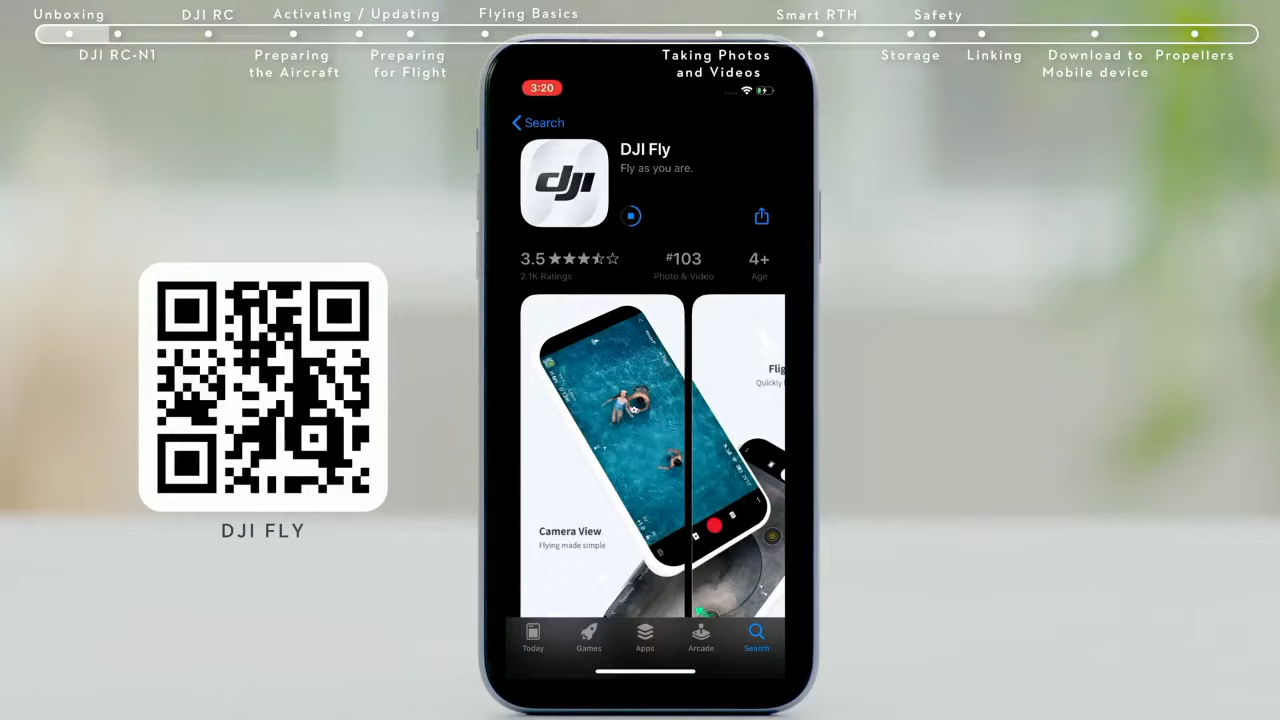 Unboxing
DJI RC-N1
DJI RC
Preparing
the Aircraft
Activating / Updating
Preparing
for Flight
Flying Basics
Taking Photos
and Videos
Smart RTH
Storage
Safety
Linking
Download to
Mobile device
Propellers
3:20
Search
dji
DJI Fly
Fly as you are.
3.5
2.1K Ratings
#103
Photo & Video
4+
Age
Camera View
Flying made simple
Flig
Quickly
DJI FLY
Today
Games
Apps
Arcade
Search